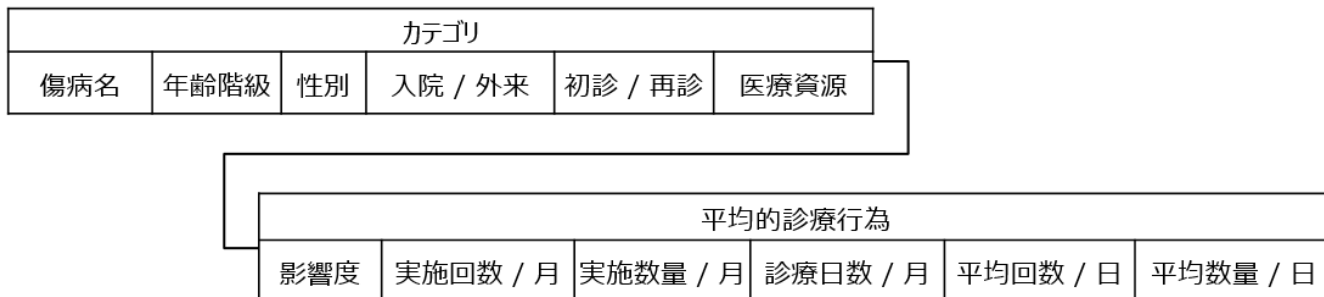 カテゴリ
傷病名 年齢階級 性別 入院 / 外来 初診 / 再診 医療資源
平均的診療行為
影響度 実施回数 / 月 実施数量 / 月 診療日数 / 月 平均回数 / 日 平均数量 / 日